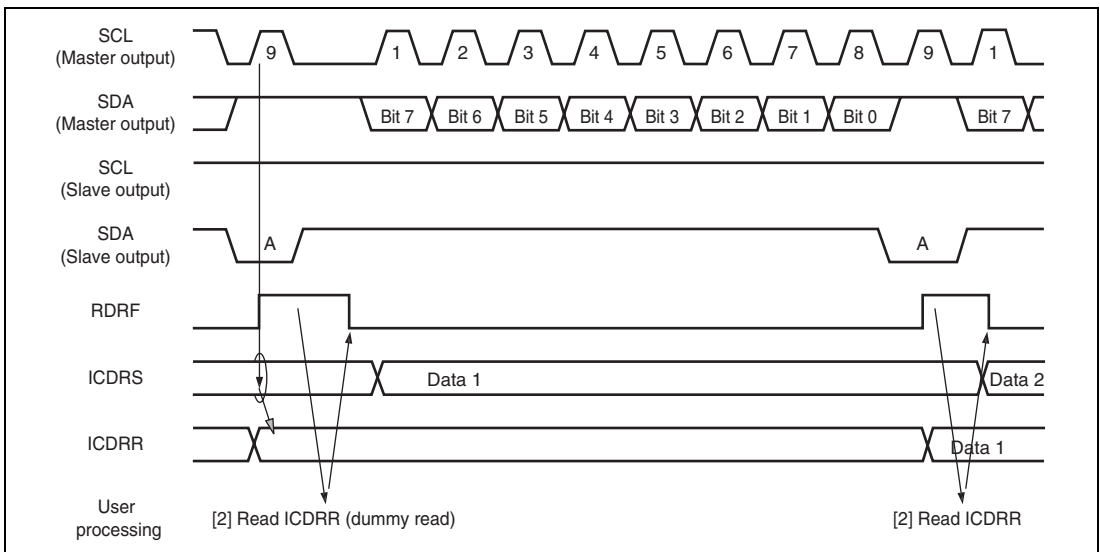 SCL
(Master output)
9 1 2 3 4 5 6 7 8 9 1
SDA
(Master output)
Bit 7 Bit 6 Bit 5 Bit 4 Bit 3 Bit 2 Bit 1 Bit 0 Bit 7
SCL
(Slave output)
SDA
(Slave output)
A A
RDRF
ICDRS
Data 1 Data 2
ICDRR
Data 1
User
processing
[2] Read ICDRR (dummy read) [2] Read ICDRR